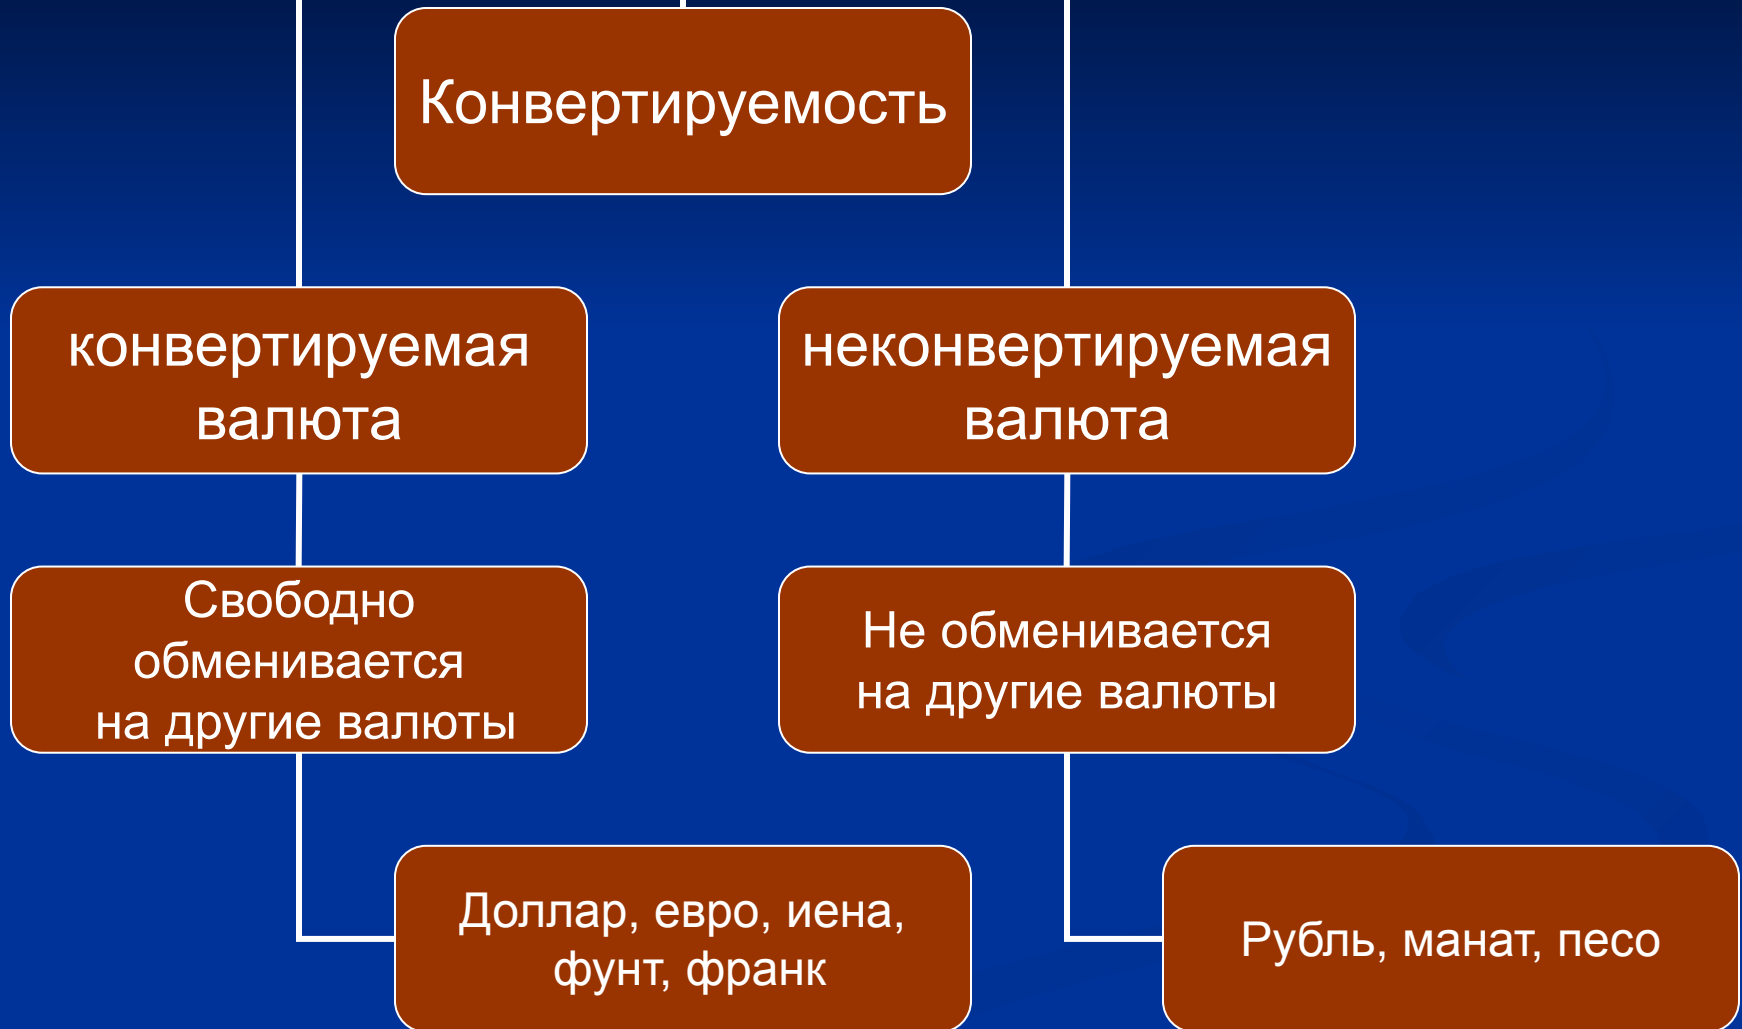 Конвертируемость
конвертируемая
валюта
неконвертируемая
валюта
Свободно
обменивается
на другие валюты
Не обменивается
на другие валюты
Доллар, евро, иена,
фунт, франк
Рубль, манат, песо